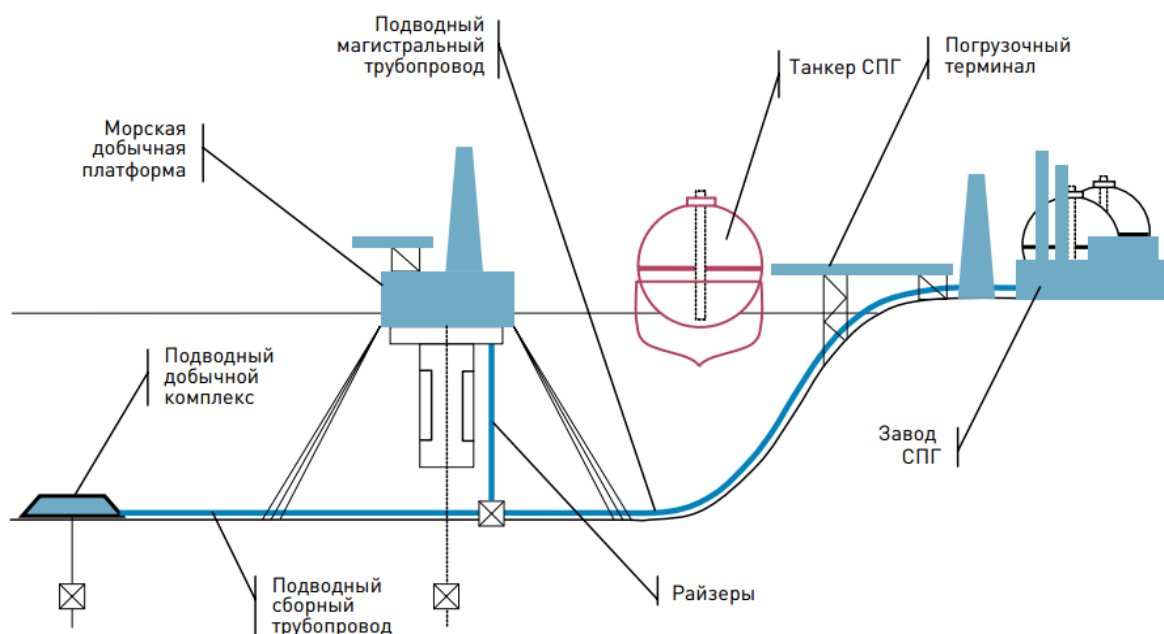 Подводный
магистральный
трубопровод
Танкер СПГ
Погрузочный
терминал
Морская
добычная
платформа
Подводный
добычной
комплекс
Завод
СПГ
Подводный
сборный
трубопровод
Райзеры